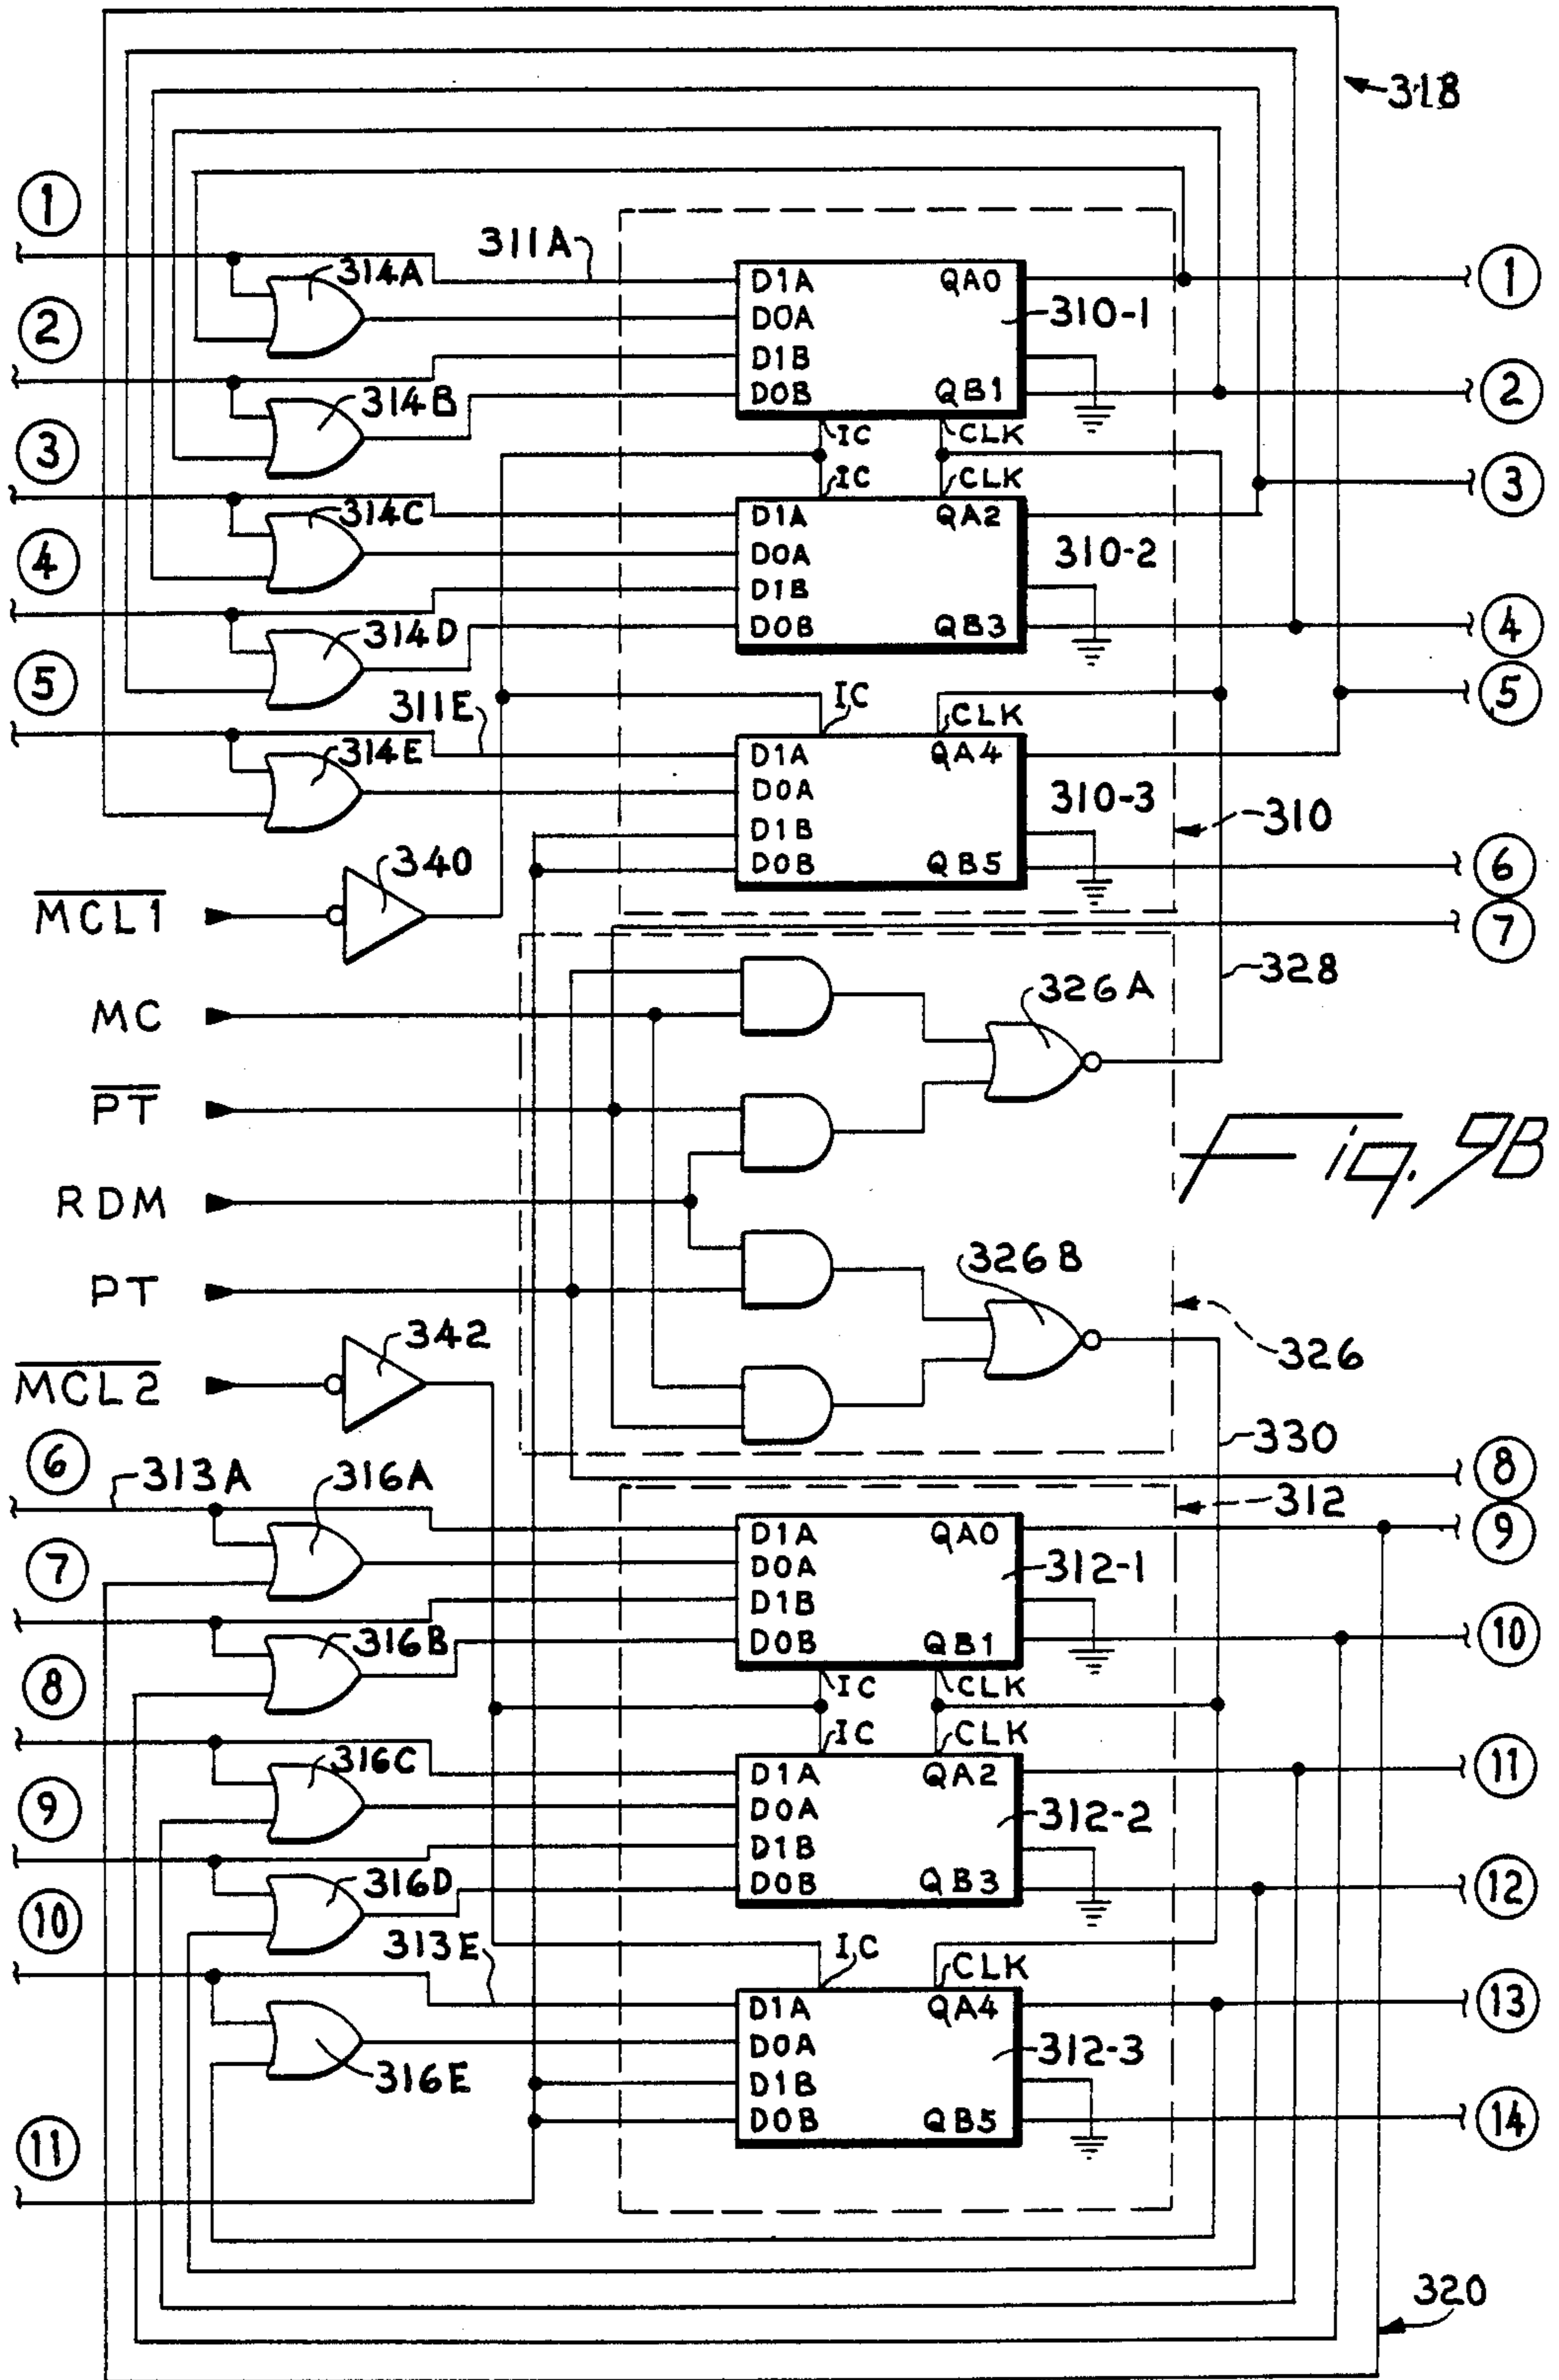 318
1
311A
314A
D1A QA0
1
2
D0A
310-1
D1B
314B
D0B QB1
2
3
IC CLK
IC CLK
3
314C
D1A QA2
4
D0A
310-2
D1B
314D
D0B QB3
4
5
311E
IC
CLK
5
314E
D1A QA4
D0A
310-3
310
D1B
340
D0B QB5
6
MCL1
7
328
MC
326A
PT
Fig. 9B
RDM
326B
PT
342
326
MCL2
6
313A
316A
330
8
312
D1A QA0
9
7
D0A
312-1
D1B
316B
D0B QB1
10
8
IC CLK
IC CLK
316C
D1A QA2
11
9
D0A
312-2
D1B
316D
D0B QB3
12
10
313E
IC
CLK
D1A QA4
13
D0A
312-3
316E
D1B
D0B QB5
14
11
320